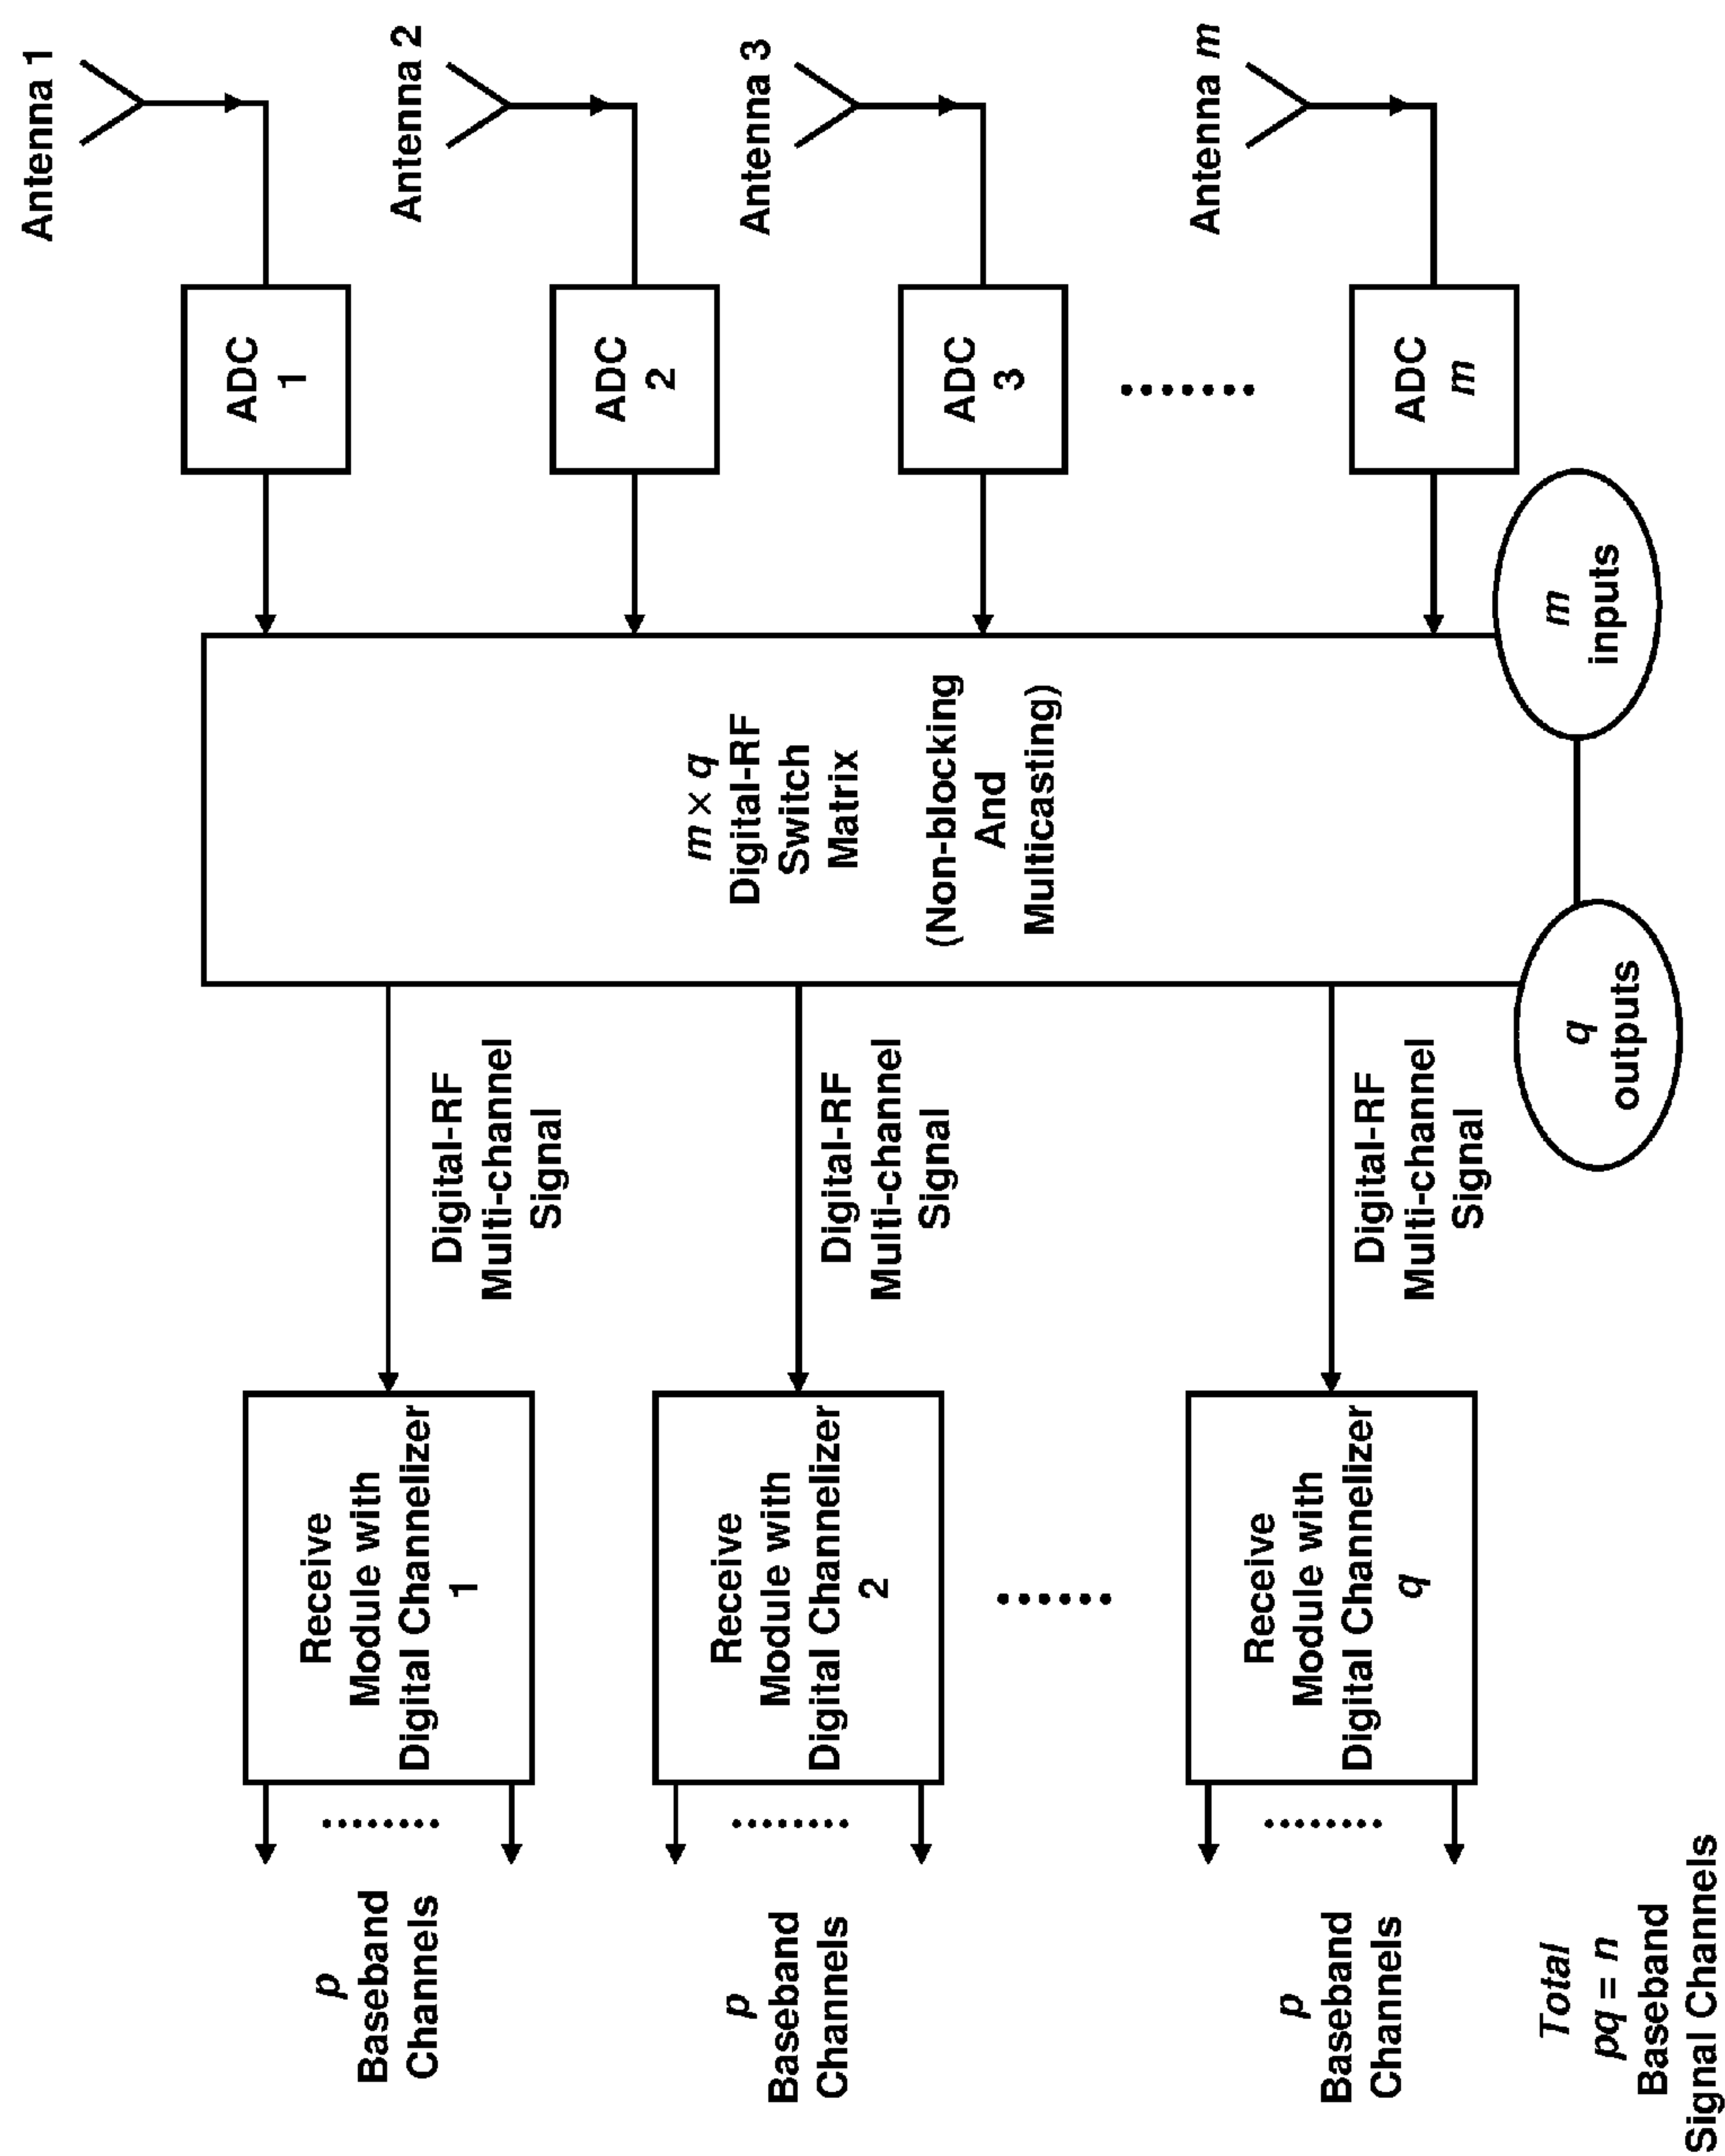 Antenna 1
Antenna 2
Antenna 3
Antenna m
ADC
1
ADC
2
ADC
3
.......
ADC
m
m × q
Digital-RF
Switch
Matrix
(Non-blocking
And
Multicasting)
m
inputs
q
outputs
Digital-RF
Multi-channel
Signal
Digital-RF
Multi-channel
Signal
Digital-RF
Multi-channel
Signal
Receive
Module with
Digital Channelizer
1
Receive
Module with
Digital Channelizer
2
......
Receive
Module with
Digital Channelizer
q
........
........
........
p
Baseband
Channels
p
Baseband
Channels
p
Baseband
Channels
Total
pq = n
Baseband
Signal Channels